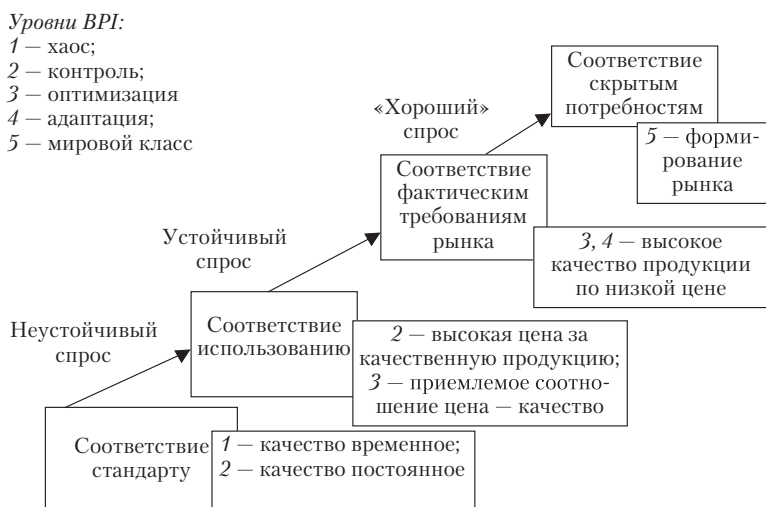 Уровни BPI:
1 — хаос;
2 — контроль;
3 — оптимизация
4 — адаптация;
5 — мировой класс
Соответствие
скрытым
потребностям
5 — форми-
рование
рынка
«Хороший»
спрос
Соответствие
фактическим
требованиям
рынка
3, 4 — высокое
качество продукции
по низкой цене
Устойчивый
спрос
Соответствие
использованию
2 — высокая цена за
качественную продукцию;
3 — приемлемое соотно-
шение цена — качество
Неустойчивый
спрос
Соответствие
стандарту
1 — качество временное;
2 — качество постоянное